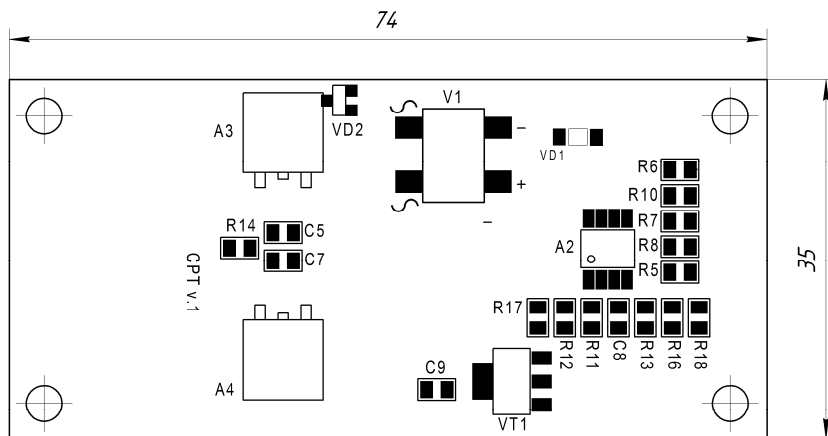 74
V1
A3
VD2
-
VD1
R6
+
R10
-
R14
C5
R7
A2
R8
C7
R5
35
CPT v.1
R17
R12
R11
C8
R13
R16
R18
A4
C9
VT1